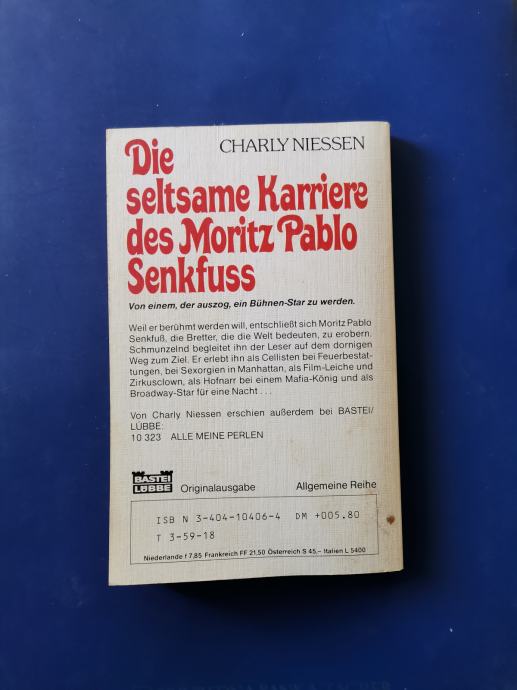 CHARLY NIESSEN
Die
seltsame Karriere
des Moritz Pablo
Senkfuss
Von einem, der auszog, ein Bühnen-Star zu werden.
Weil er berühmt werden will, entschließt sich Moritz Pablo
Senkfuß, die Bretter, die die Welt bedeuten, zu erobern.
Schmunzelnd begleitet ihn der Leser auf dem dornigen
Weg zum Ziel. Er erlebt ihn als Cellisten bei Feuerbestat-
tungen, bei Sexorgien in Manhattan, als Film-Leiche und
Zirkusclown, als Hofnarr bei einem Mafia-König und als
Broadway-Star für eine Nacht . . .
Von Charly Niessen erschien außerdem bei BASTEI/
LÜBBE:
10 323 ALLE MEINE PERLEN
BASTEI
LÜBBE
Originalausgabe
Allgemeine Reihe
ISB N 3-404-10406-4 DM +005.80
T 3-59-18
Niederlande f 7,85 Frankreich FF 21,50 Österreich S 45,– Italien L 5400